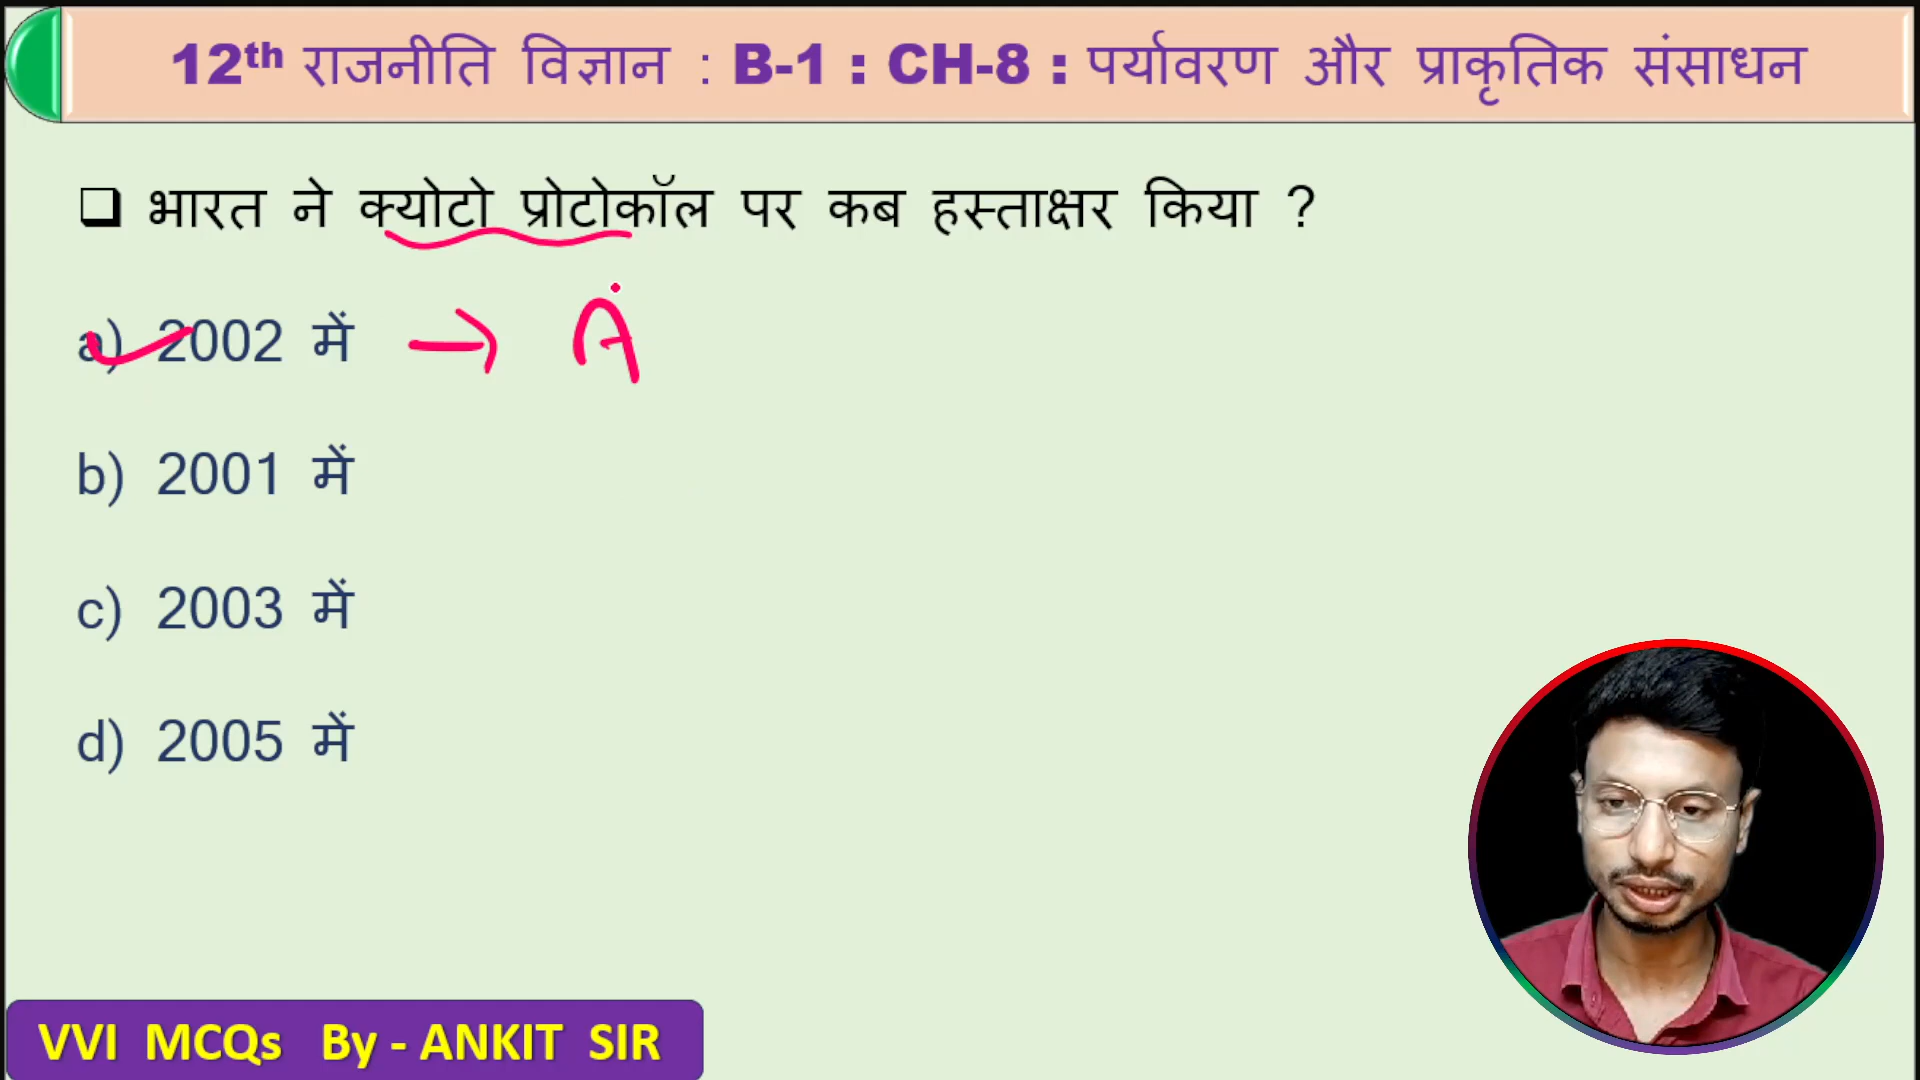 12th राजनीति विज्ञान : B-1 : CH-8 : पर्यावरण और प्राकृतिक संसाधन
❑ भारत ने क्योटो प्रोटोकॉल पर कब हस्ताक्षर किया ?
a) 2002 में → A
b) 2001 में
c) 2003 में
d) 2005 में
VVI MCQs By - ANKIT SIR